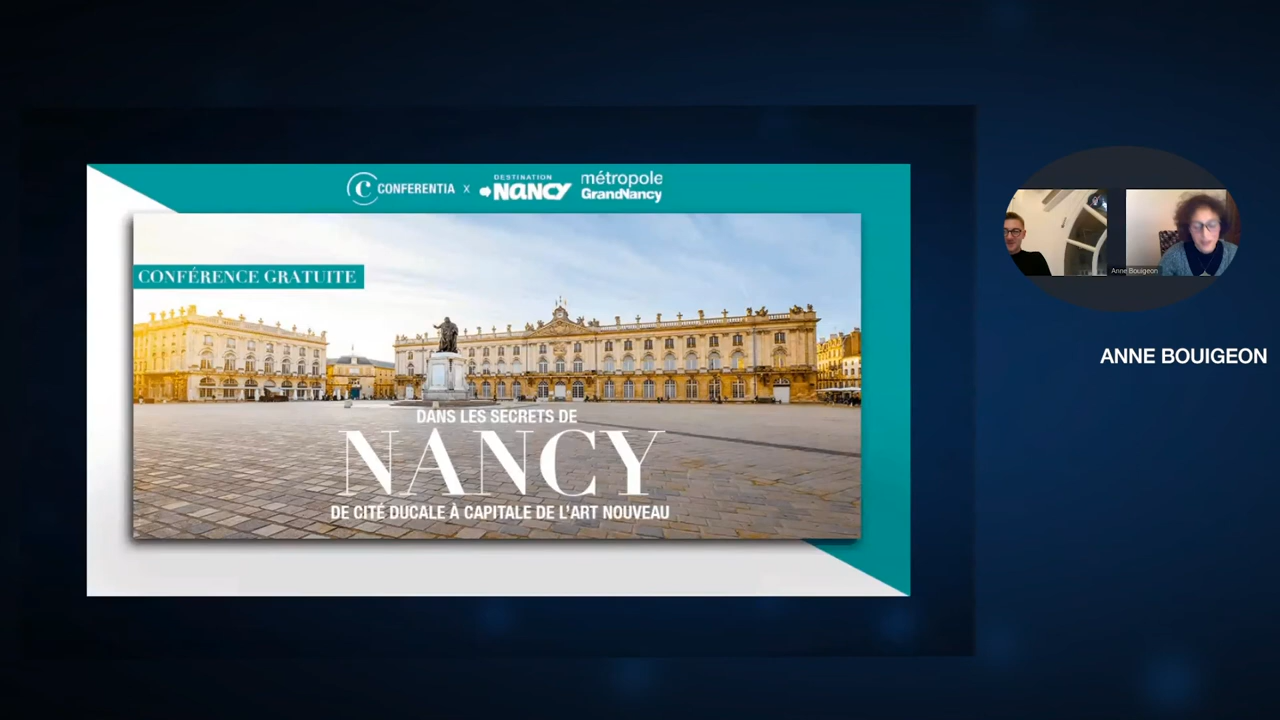 CONFERENTIA x DESTINATION NANCY métropole GrandNancy
CONFÉRENCE GRATUITE
DANS LES SECRETS DE
NANCY
DE CITÉ DUCALE À CAPITALE DE L'ART NOUVEAU
Anne Bouigeon
ANNE BOUIGEON